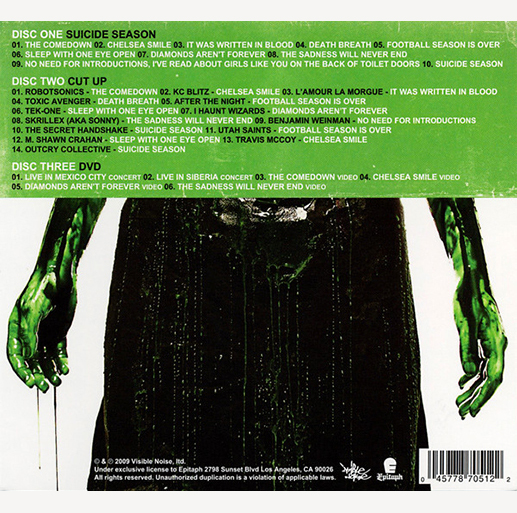 DISC ONE SUICIDE SEASON
01. THE COMEDOWN 02. CHELSEA SMILE 03. IT WAS WRITTEN IN BLOOD 04. DEATH BREATH 05. FOOTBALL SEASON IS OVER
06. SLEEP WITH ONE EYE OPEN 07. DIAMONDS AREN'T FOREVER 08. THE SADNESS WILL NEVER END
09. NO NEED FOR INTRODUCTIONS, I'VE READ ABOUT GIRLS LIKE YOU ON THE BACK OF TOILET DOORS 10. SUICIDE SEASON
DISC TWO CUT UP
01. ROBOTSONICS - THE COMEDOWN 02. KC BLITZ - CHELSEA SMILE 03. L'AMOUR LA MORGUE - IT WAS WRITTEN IN BLOOD
04. TOXIC AVENGER - DEATH BREATH 05. AFTER THE NIGHT - FOOTBALL SEASON IS OVER
06. TEK-ONE - SLEEP WITH ONE EYE OPEN 07. I HAUNT WIZARDS - DIAMONDS AREN'T FOREVER
08. SKRILLEX (AKA SONNY) - THE SADNESS WILL NEVER END 09. BENJAMIN WEINMAN - NO NEED FOR INTRODUCTIONS
10. THE SECRET HANDSHAKE - SUICIDE SEASON 11. UTAH SAINTS - FOOTBALL SEASON IS OVER
12. M. SHAWN CRAHAN - SLEEP WITH ONE EYE OPEN 13. TRAVIS MCCOY - CHELSEA SMILE
14. OUTCRY COLLECTIVE - SUICIDE SEASON
DISC THREE DVD
01. LIVE IN MEXICO CITY CONCERT 02. LIVE IN SIBERIA CONCERT 03. THE COMEDOWN VIDEO 04. CHELSEA SMILE VIDEO
05. DIAMONDS AREN'T FOREVER VIDEO 06. THE SADNESS WILL NEVER END VIDEO
© & ℗ 2009 Visible Noise, ltd.
Under exclusive license to Epitaph 2798 Sunset Blvd Los Angeles, CA 90026
All rights reserved. Unauthorized duplication is a violation of applicable laws.
Epitaph
0 45778 70512 2